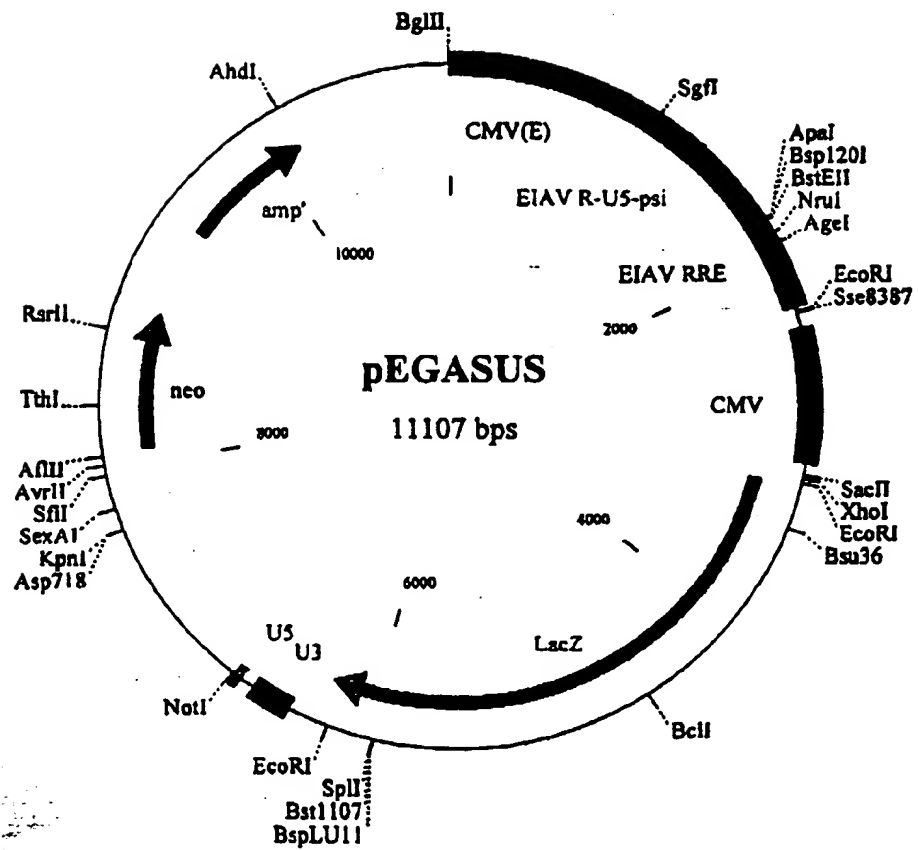 BglII
AhdI
SgfI
CMV(E)
ApaI
Bsp120I
BstEII
NruI
AgeI
EIAV R-U5-psi
amp'
10000
EIAV RRE
EcoRI
Sse8387
2000
RsrII
pEGASUS
neo
TthI
CMV
11107 bps
8000
AflII
AvrII
SfII
SexAI
KpnI
Asp718
SacII
XhoI
EcoRI
Bsu36
4000
6000
U5
U3
LacZ
NotI
BclI
EcoRI
SplI
Bst1107
BspLU11